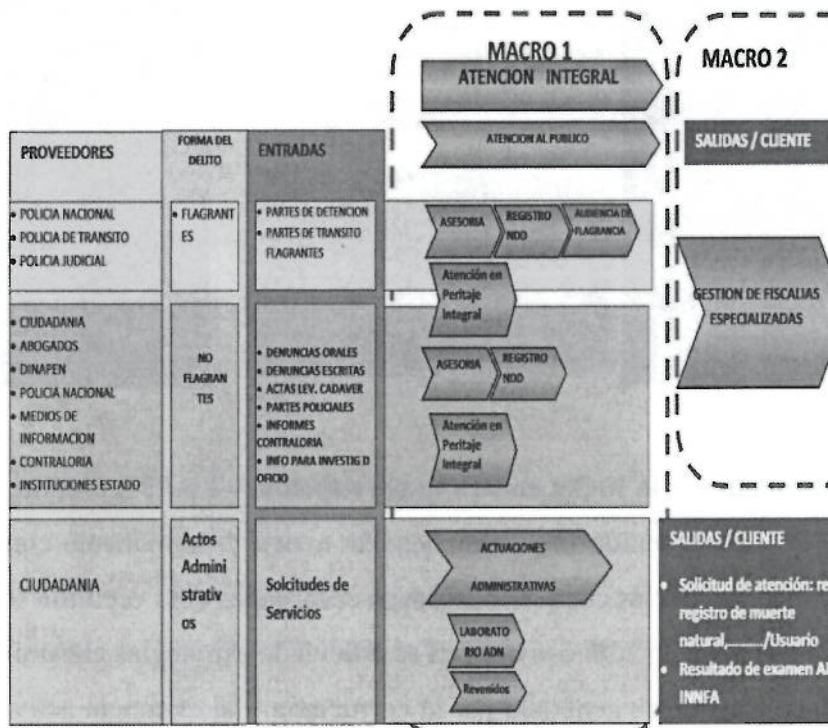 MACRO 1
ATENCION INTEGRAL
MACRO 2
ATENCION AL PUBLICO
PROVEEDORES
FORMA DEL
DELITO
ENTRADAS
SALIDAS / CLIENTE
• POLICIA NACIONAL
• POLICIA DE TRANSITO
• POLICIA JUDICIAL
• FLAGRANT
ES
• PARTES DE DETENCION
• PARTES DE TRANSITO
FLAGRANTES
ASESORIA
REGISTRO
NDD
AUDIENCIA DE
FLAGRANCIA
Atención en
Peritaje
Integral
GESTION DE FISCALIAS
ESPECIALIZADAS
• CIUDADANIA
• ABOGADOS
• DINAPEN
• POLICIA NACIONAL
• MEDIOS DE
INFORMACION
• CONTRALORIA
• INSTITUCIONES ESTADO
NO
FLAGRAN
TES
• DENUNCIAS ORALES
• DENUNCIAS ESCRITAS
• ACTAS LEV. CADAVER
• PARTES POLICIALES
• INFORMES
CONTRALORIA
• INFO PARA INVESTIG D
OFICIO
ASESORIA
REGISTRO
NDD
Atención en
Peritaje
Integral
CIUDADANIA
Actos
Admini
strativ
os
Solcitudes de
Servicios
ACTUACIONES
ADMINISTRATIVAS
LABORATO
RIO ADN
Revenidos
SALIDAS / CLIENTE
• Solicitud de atención: re
registro de muerte
natural,....../Usuario
• Resultado de examen
INNFA